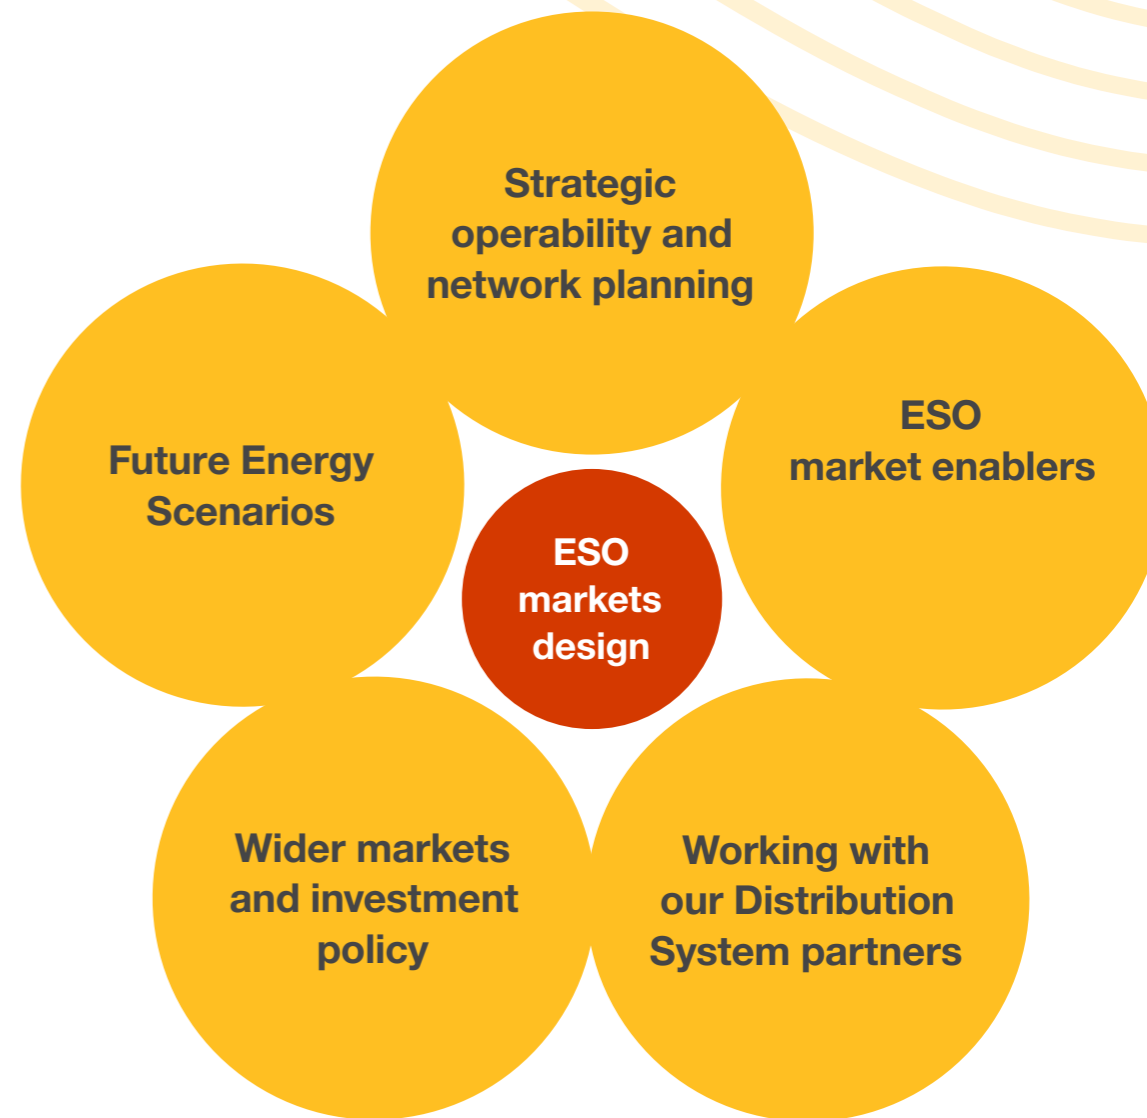 Strategic
operability and
network planning
ESO
market enablers
Future Energy
Scenarios
ESO
markets
design
Wider markets
and investment
policy
Working with
our Distribution
System partners